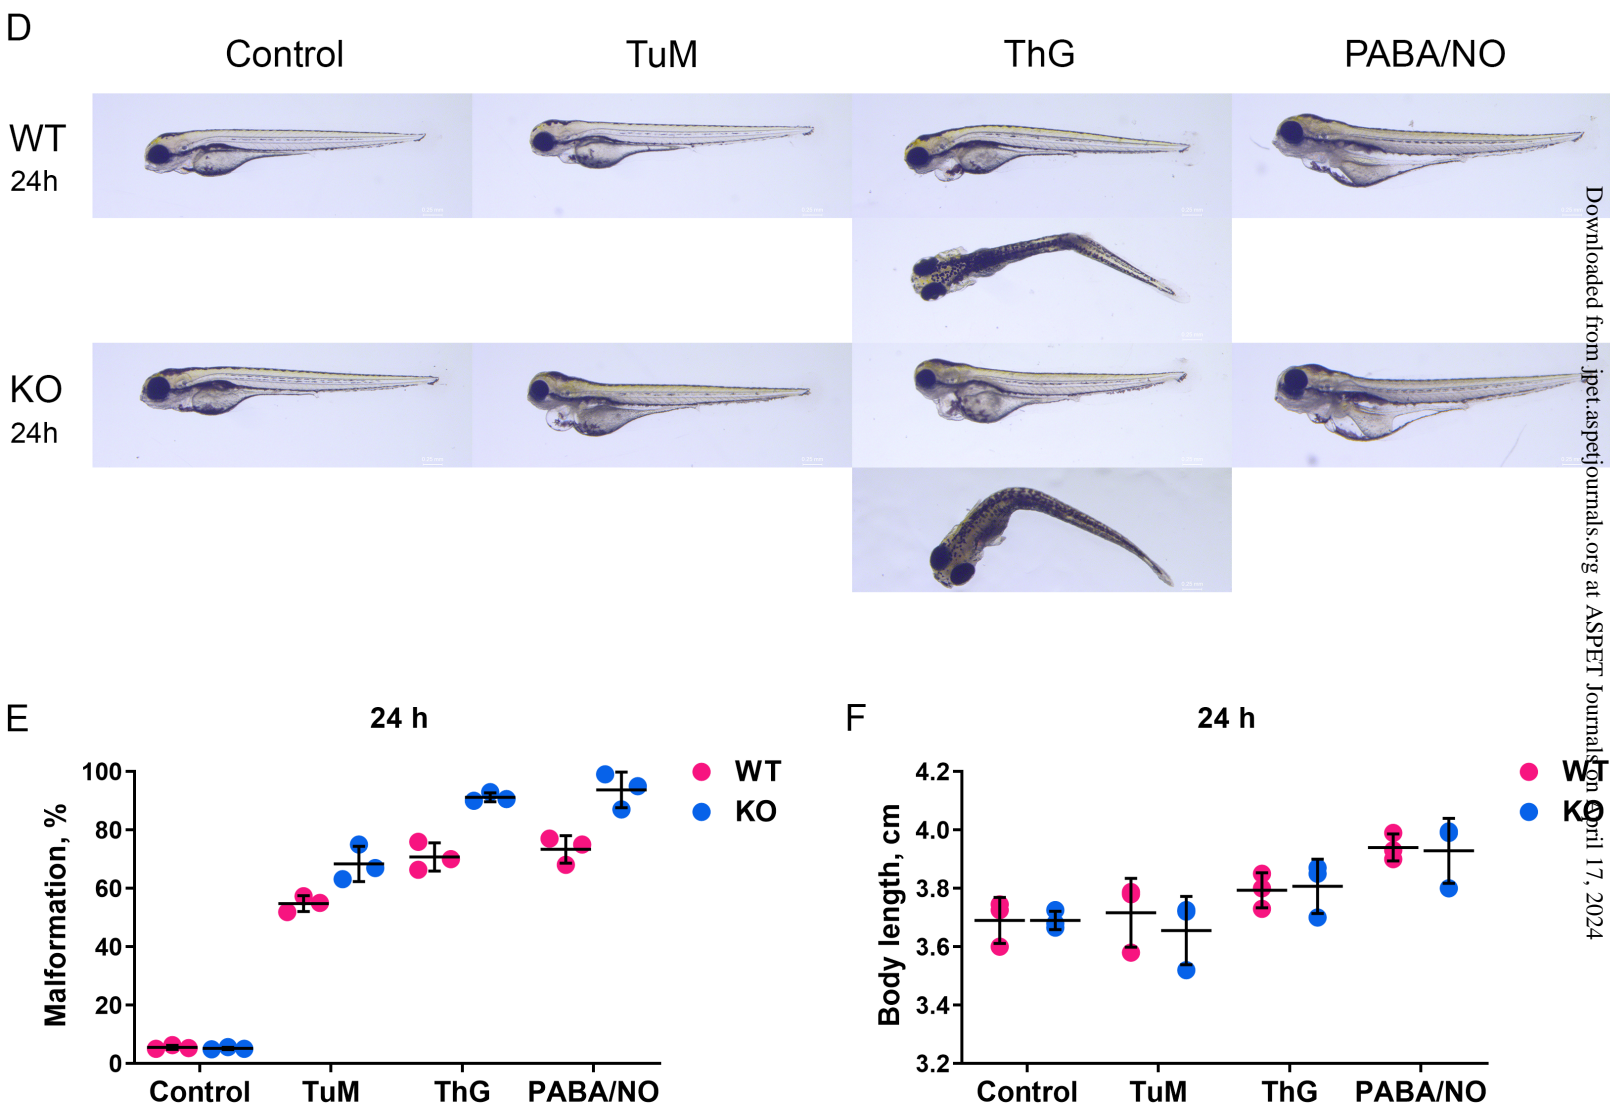 D
Control TuM ThG PABA/NO
WT
24h
KO
24h
0.25 mm
Downloaded from jpet.aspetjournals.org at ASPET Journals on April 17, 2024
E
24 h
Malformation, %
100
80
60
40
20
0
Control TuM ThG PABA/NO
WT
KO
F
24 h
Body length, cm
4.2
4.0
3.8
3.6
3.4
3.2
Control TuM ThG PABA/NO
WT
KO